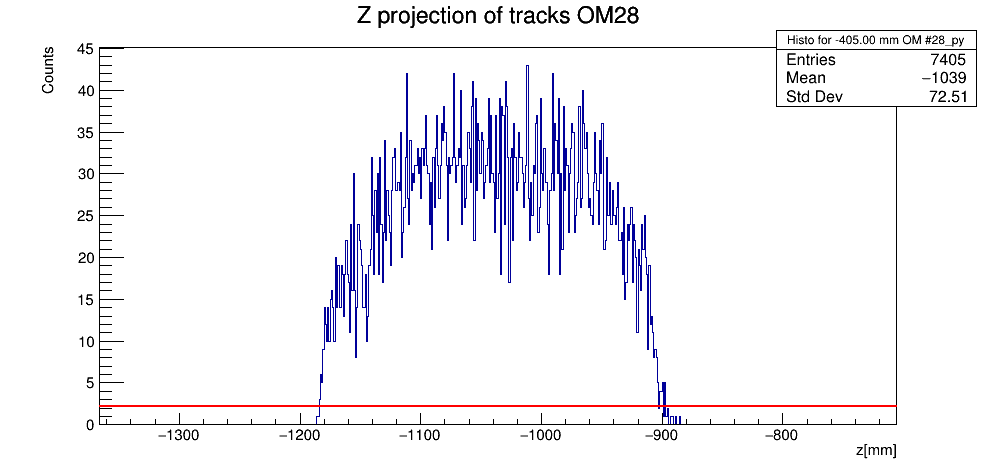 Z projection of tracks OM28
Histo for -405.00 mm OM #28_py
Entries 7405
Mean −1039
Std Dev 72.51
Counts
45
40
35
30
25
20
15
10
5
0
−1300 −1200 −1100 −1000 −900 −800
z[mm]